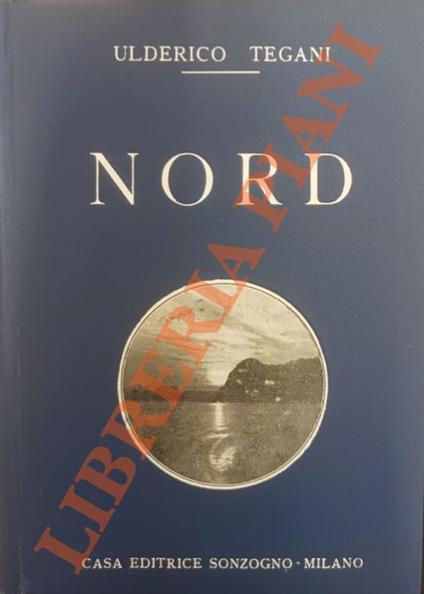 ULDERICO TEGANI
NORD
LIBRERIA PIANI
CASA EDITRICE SONZOGNO - MILANO